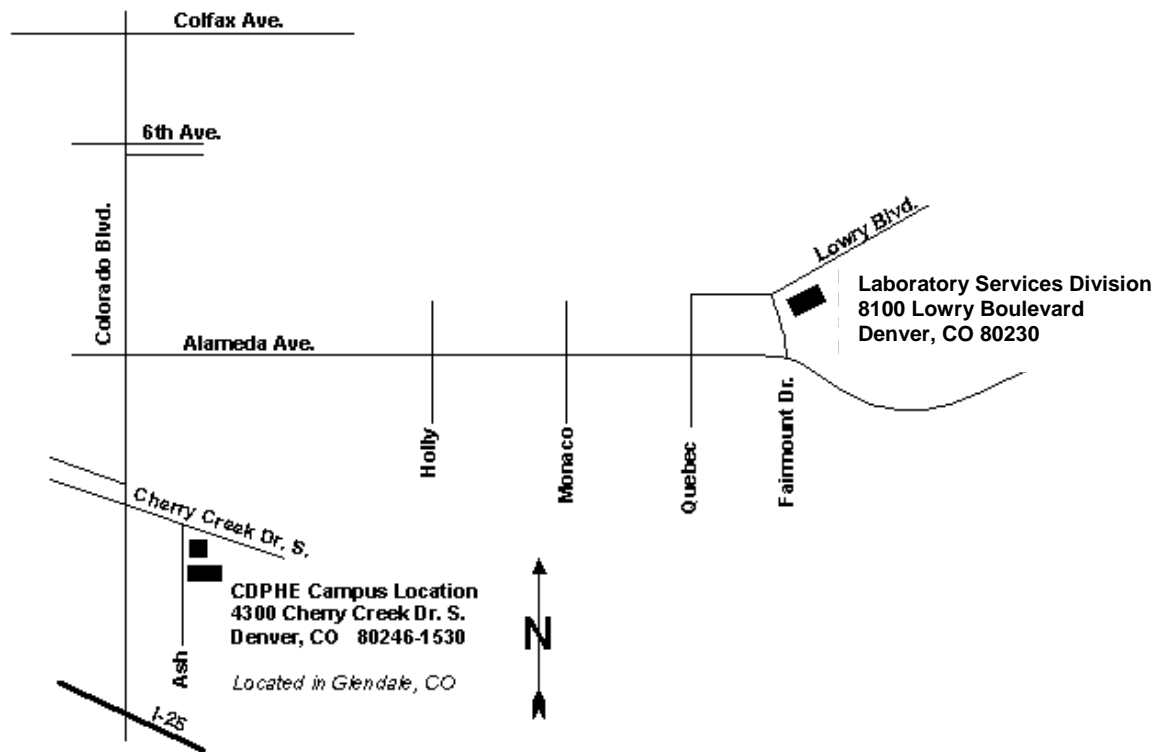 Colfax Ave.
6th Ave.
Colorado Blvd.
Lowry Blvd.
Laboratory Services Division
8100 Lowry Boulevard
Denver, CO 80230
Alameda Ave.
Holly
Monaco
Quebec
Fairmount Dr.
Cherry Creek Dr. S.
CDPHE Campus Location
4300 Cherry Creek Dr. S.
Denver, CO 80246-1530
Located in Glendale, CO
Ash
I-25
N